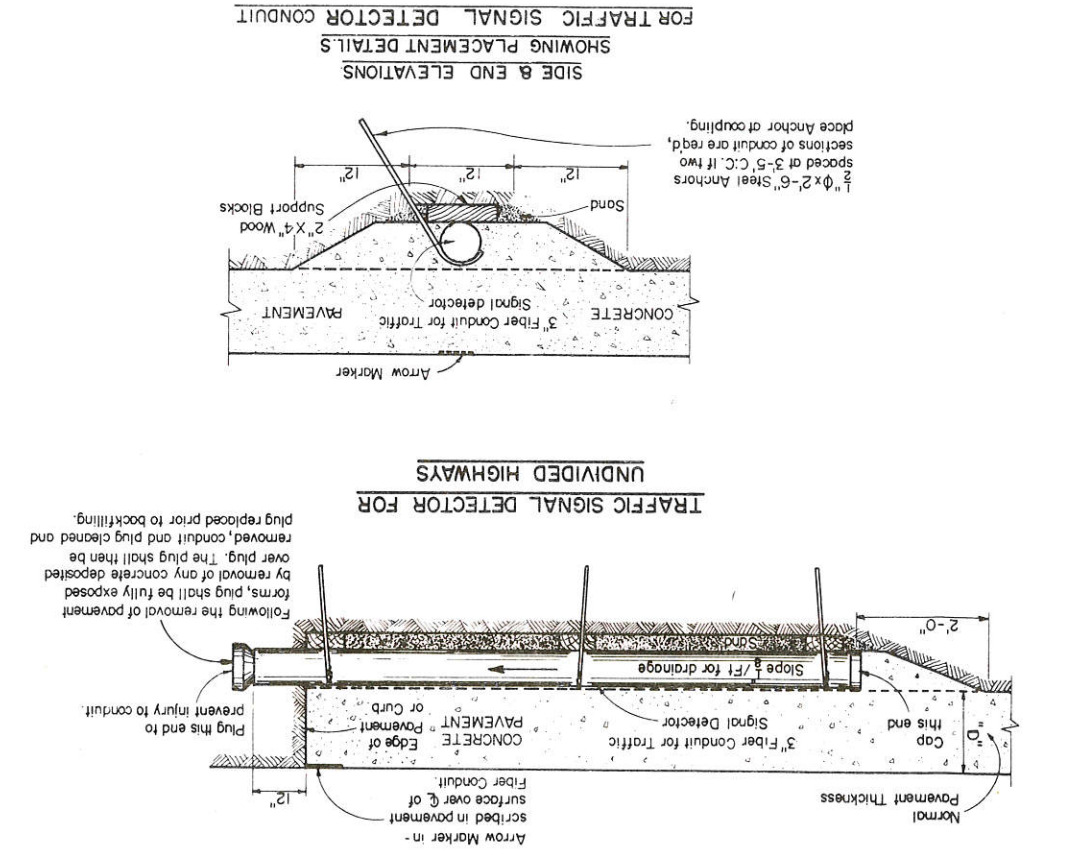 Arrow Marker in-
scribed in pavement
surface over ℄ of
Fiber Conduit.
Normal
Pavement Thickness
12"
Plug this end to
prevent injury to conduit.
Edge of
Pavement
or Curb
CONCRETE
PAVEMENT
3" Fiber Conduit for Traffic
Signal Detector
Cap
this end
"D"
Slope 1/8"/Ft for drainage
Sand
2'-0"
Following the removal of pavement
forms, plug shall be fully exposed
by removal of any concrete deposited
over plug. The plug shall then be
removed, conduit and plug cleaned and
plug replaced prior to backfilling.
TRAFFIC SIGNAL DETECTOR FOR
UNDIVIDED HIGHWAYS
Arrow Marker
CONCRETE
PAVEMENT
3" Fiber Conduit for Traffic
Signal detector
2" X 4" Wood
Support Blocks
Sand
12"
12"
12"
1/2" Φ x 2'-6" Steel Anchors
spaced at 3'-5' C.C. If two
sections of conduit are req'd,
place Anchor at coupling.
SIDE & END ELEVATIONS
SHOWING PLACEMENT DETAILS
FOR TRAFFIC SIGNAL DETECTOR CONDUIT